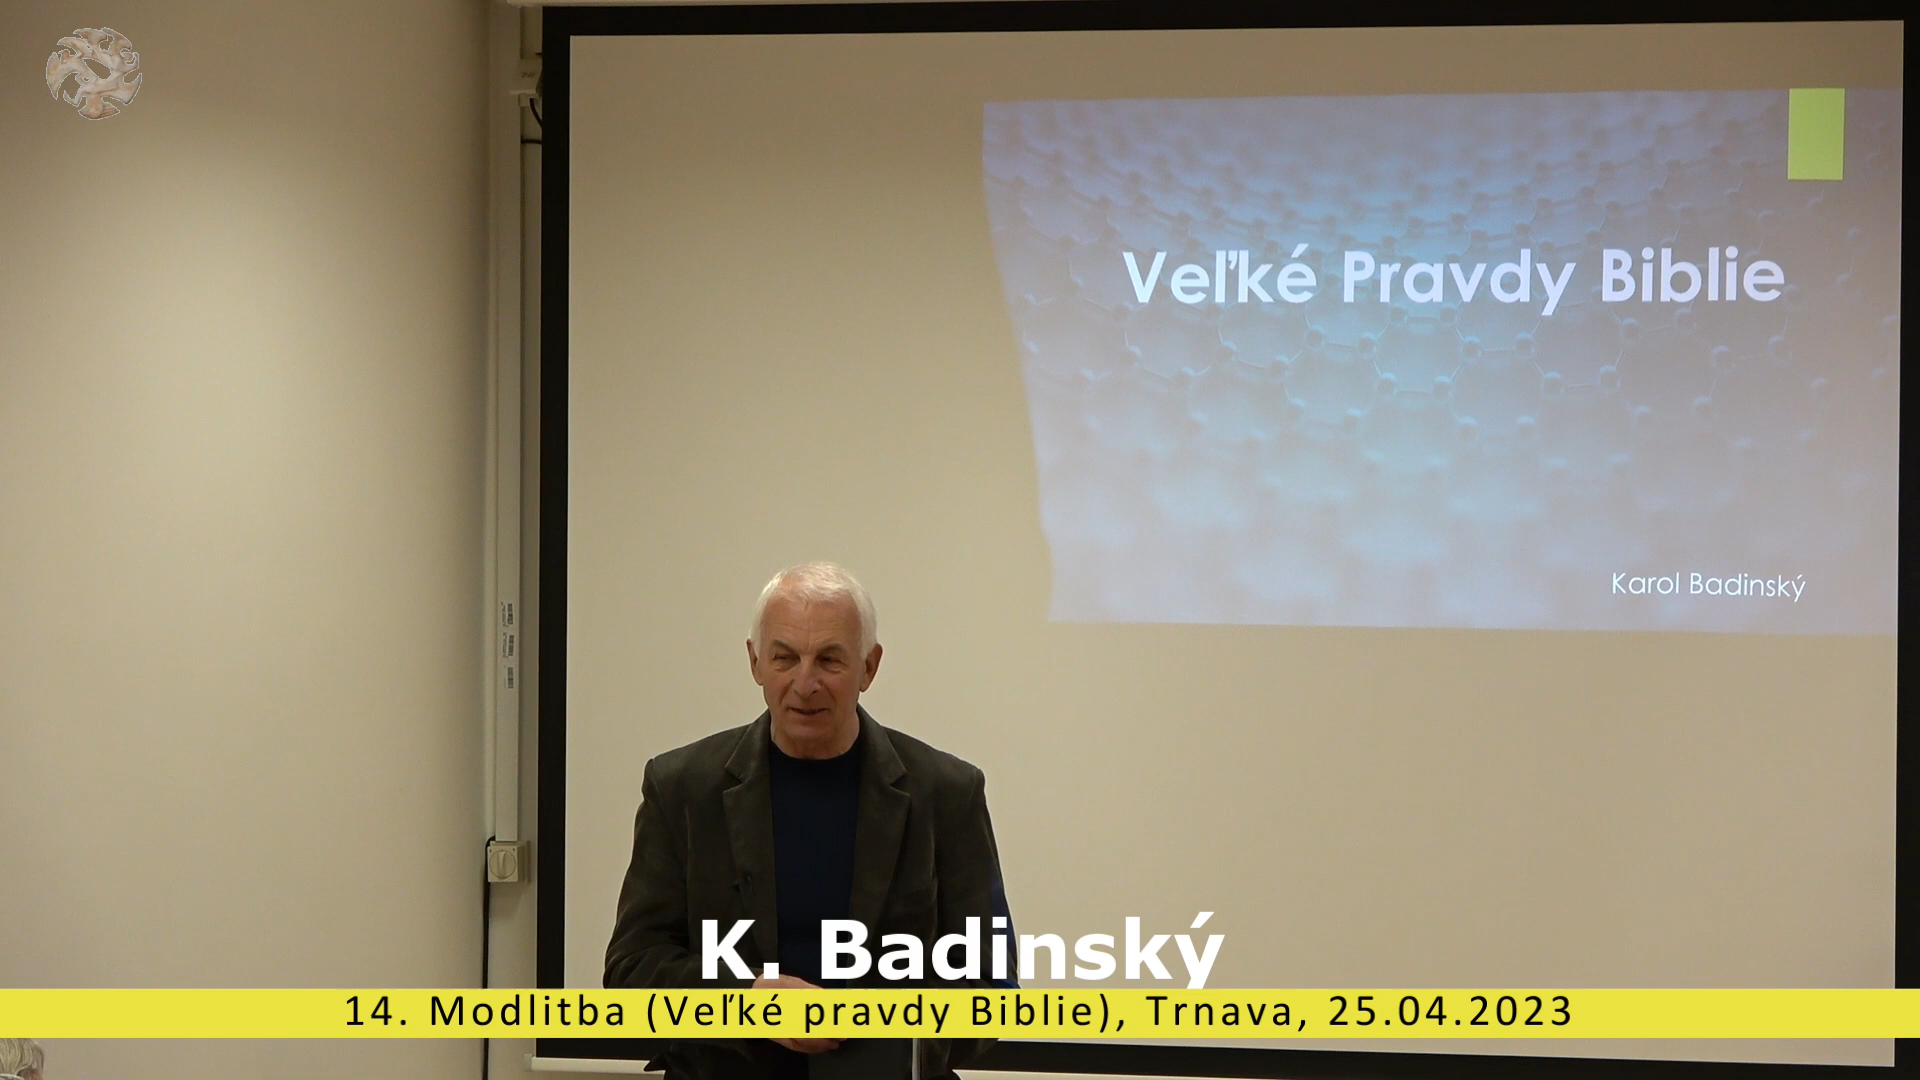 Veľké Pravdy Biblie
Karol Badinský
K. Badinský
14. Modlitba (Veľké pravdy Biblie), Trnava, 25.04.2023